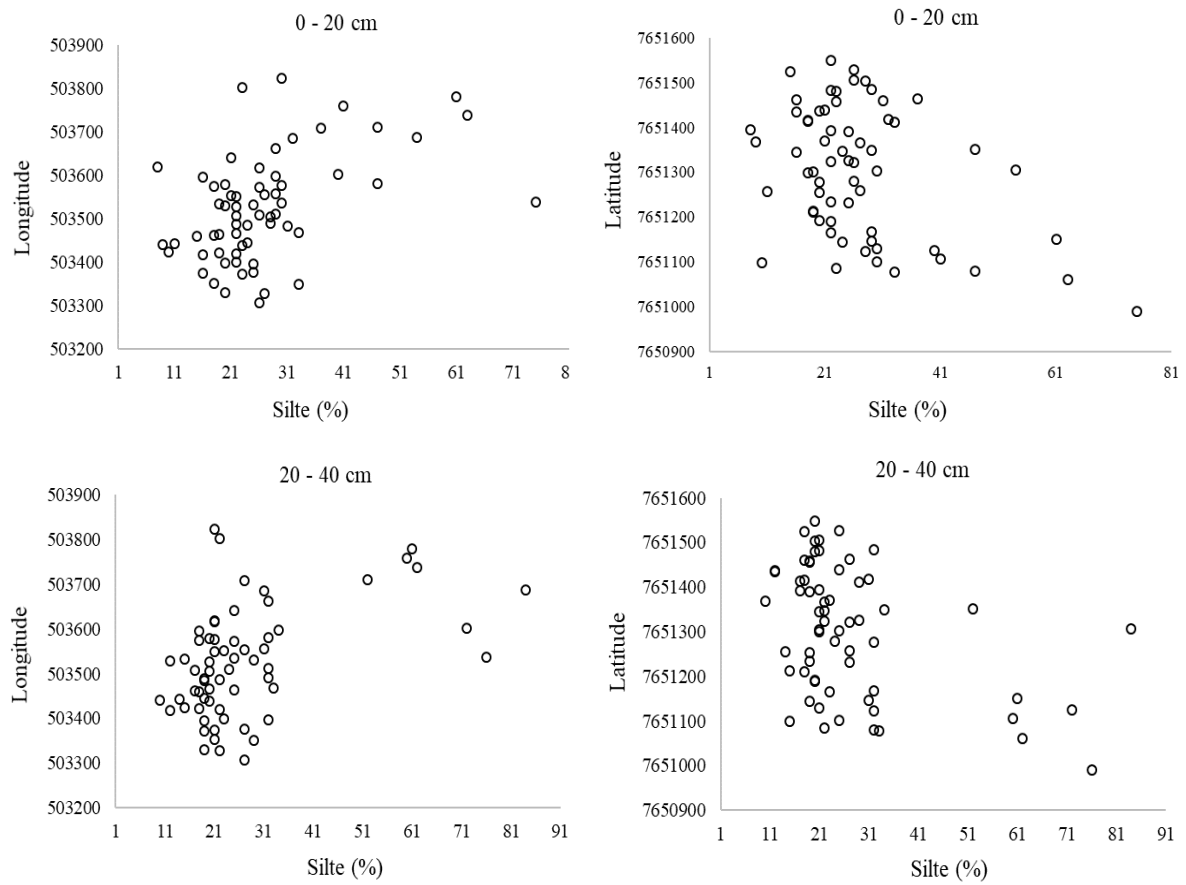 0 - 20 cm
503900
503800
503700
503600
503500
503400
503300
503200
Longitude
1 11 21 31 41 51 61 71 8
Silte (%)
0 - 20 cm
7651600
7651500
7651400
7651300
7651200
7651100
7651000
7650900
Latitude
1 21 41 61 81
Silte (%)
20 - 40 cm
503900
503800
503700
503600
503500
503400
503300
503200
Longitude
1 11 21 31 41 51 61 71 81 91
Silte (%)
20 - 40 cm
7651600
7651500
7651400
7651300
7651200
7651100
7651000
7650900
Latitude
1 11 21 31 41 51 61 71 81 91
Silte (%)